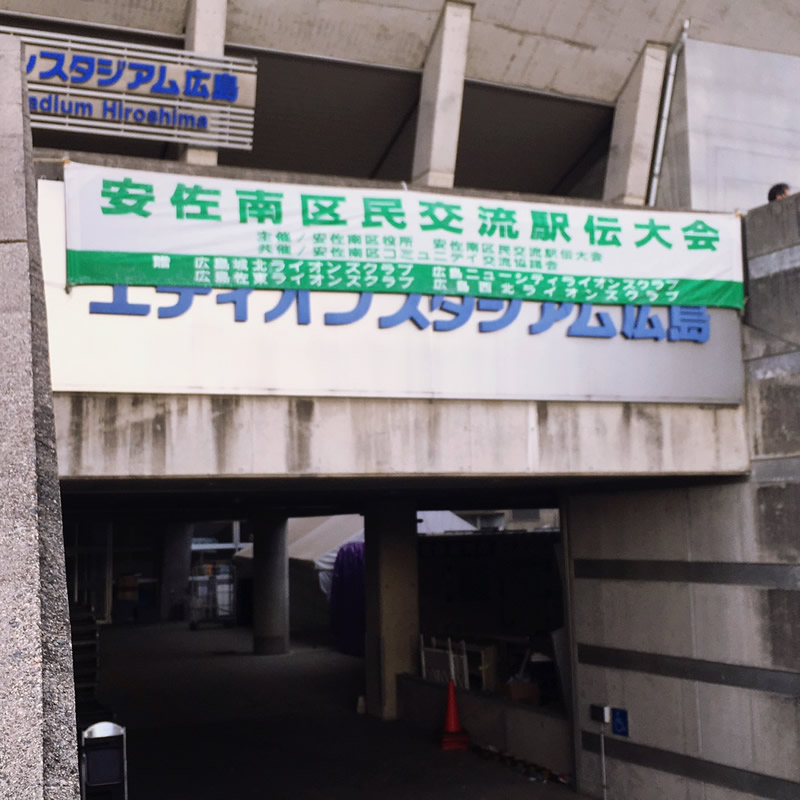 ンスタジアム広島
adium Hiroshima
安佐南区民交流駅伝大会
主催／安佐南区役所　安佐南区民交流駅伝大会
共催／安佐南区コミュニティ交流協議会
贈　広島城北ライオンズクラブ　広島ニューシティライオンズクラブ
広島佐東ライオンズクラブ　広島西北ライオンズクラブ
エディオンスタジアム広島